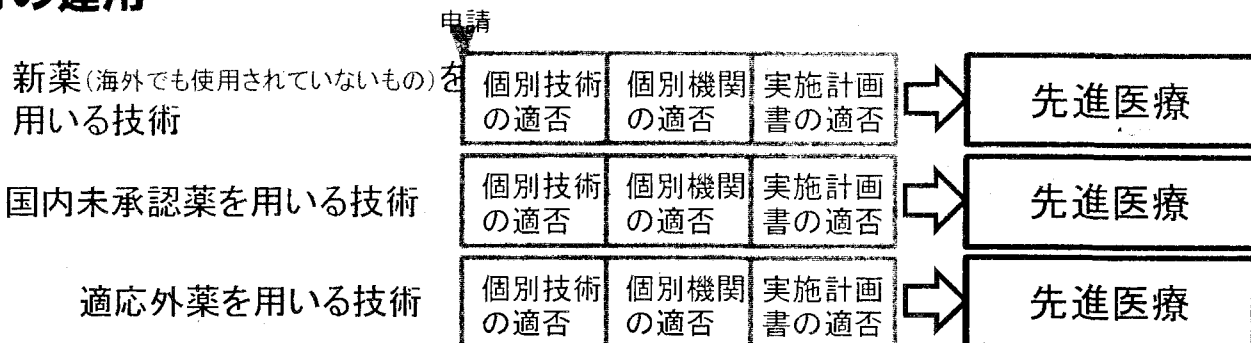 の運用
申請
新薬(海外でも使用されていないもの)を
用いる技術
個別技術
の適否
個別機関
の適否
実施計画
書の適否
先進医療
国内未承認薬を用いる技術
個別技術
の適否
個別機関
の適否
実施計画
書の適否
先進医療
適応外薬を用いる技術
個別技術
の適否
個別機関
の適否
実施計画
書の適否
先進医療